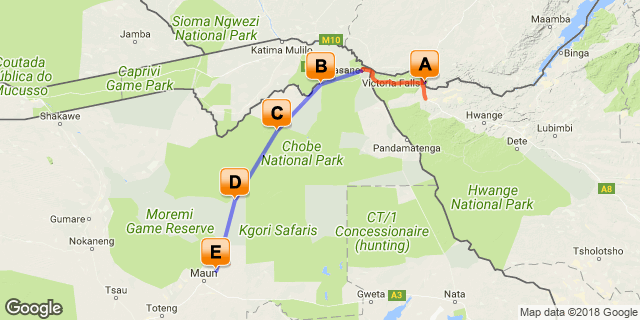 Sioma Ngwezi
National Park
Jamba
M10
Katima Mulilo
Maamba
Binga
Coutada
Pública do
Mucusso
Caprivi
Game Park
B
A
Victoria Falls
Shakawe
C
Hwange
Lubimbi
Dete
Chobe
National Park
Pandamatenga
D
Hwange
National Park
A8
Moremi
Game Reserve
Gumare
CT/1
Concessionaire
(hunting)
Kgori Safaris
Nokaneng
E
Maun
Tsholotsho
Tsau
Toteng
Gweta
A3
Nata
Google
Map data ©2018 Google